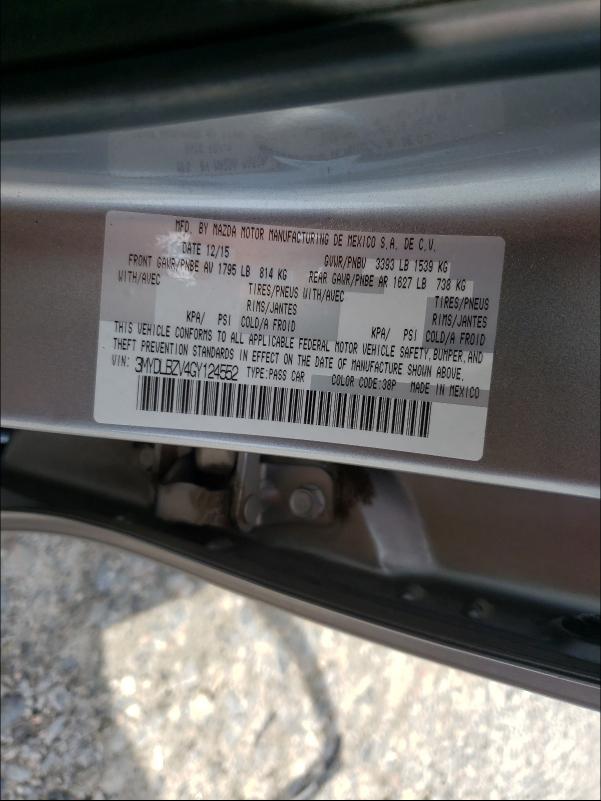 MFD. BY MAZDA MOTOR MANUFACTURING DE MEXICO S.A. DE C.V.
DATE 12/15 GVWR/PNBV 3393 LB 1539 KG
FRONT GAWR/PNBE AV 1795 LB 814 KG REAR GAWR/PNBE AR 1627 LB 738 KG
WITH/AVEC TIRES/PNEUS WITH/AVEC TIRES/PNEUS
RIMS/JANTES RIMS/JANTES
KPA/ PSI COLD/A FROID KPA/ PSI COLD/A FROID
THIS VEHICLE CONFORMS TO ALL APPLICABLE FEDERAL MOTOR VEHICLE SAFETY,BUMPER,AND
THEFT PREVENTION STANDARDS IN EFFECT ON THE DATE OF MANUFACTURE SHOWN ABOVE.
VIN: 3MYDLBZV4GY124552 TYPE:PASS CAR COLOR CODE:38P MADE IN MEXICO